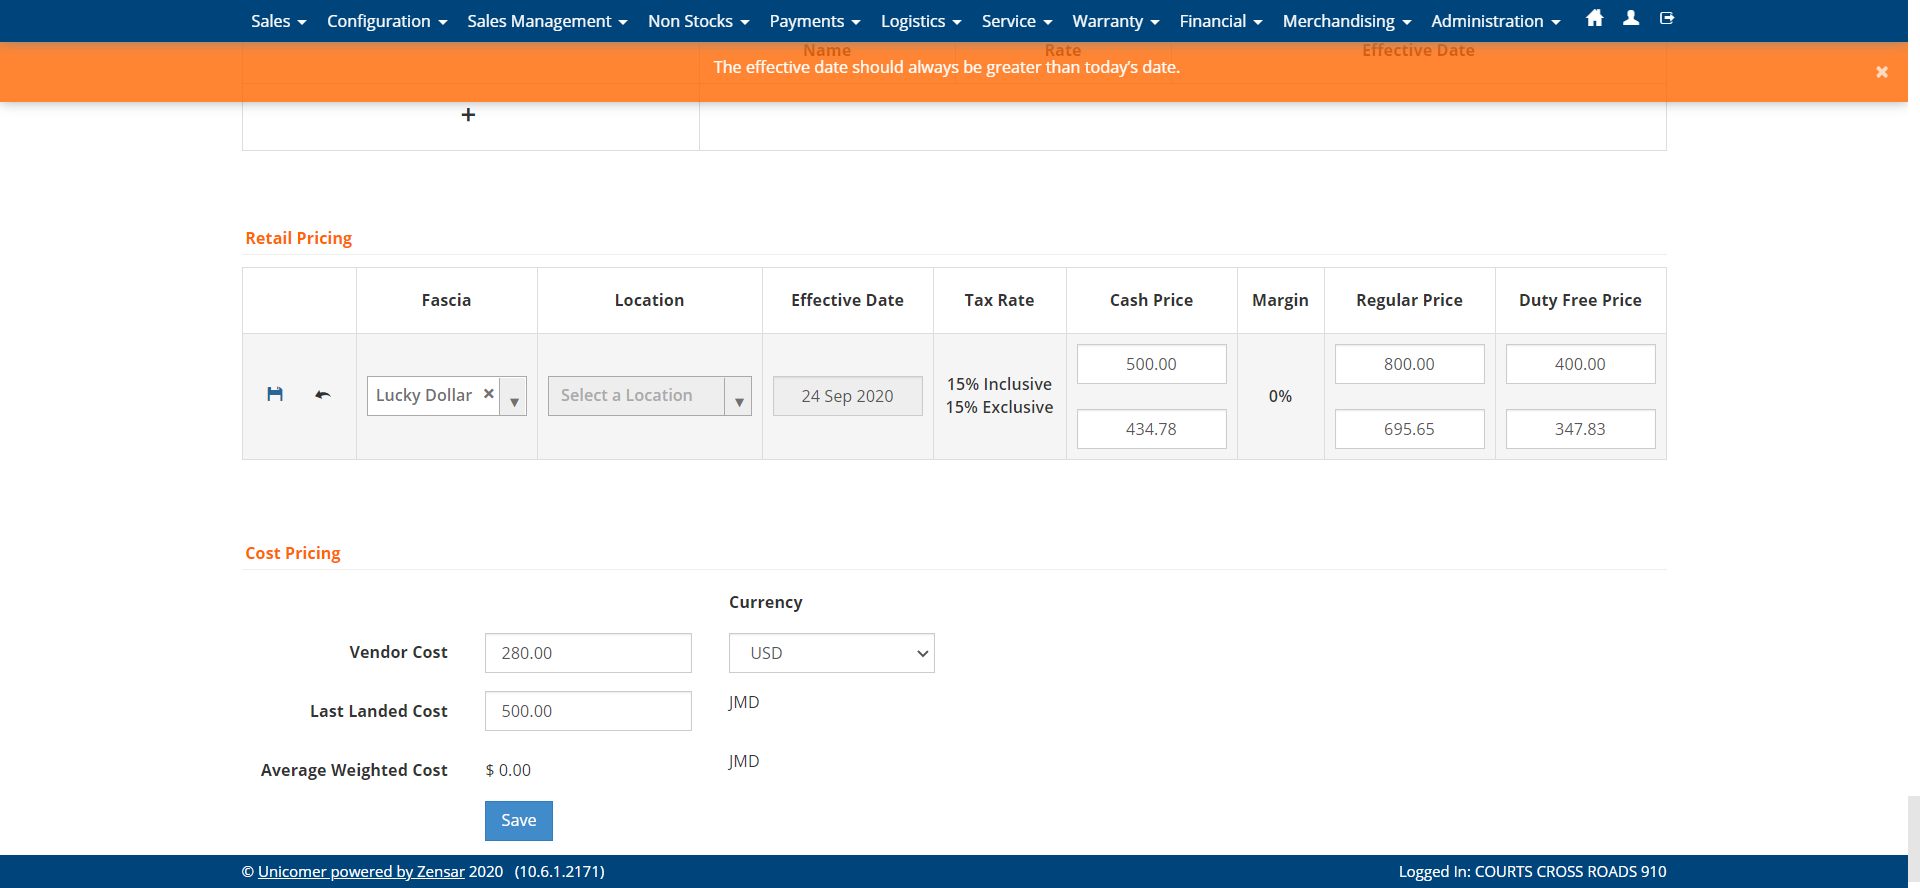 Sales Configuration Sales Management Non Stocks Payments Logistics Service Warranty Financial Merchandising Administration
Name Rate Effective Date
The effective date should always be greater than today's date.
Retail Pricing
Fascia Location Effective Date Tax Rate Cash Price Margin Regular Price Duty Free Price
500.00 800.00 400.00
15% Inclusive
Lucky Dollar Select a Location 24 Sep 2020 0%
15% Exclusive
434.78 695.65 347.83
Cost Pricing
Currency
Vendor Cost 280.00 USD
Last Landed Cost 500.00 JMD
Average Weighted Cost $ 0.00 JMD
Save
© Unicomer powered by Zensar 2020 (10.6.1.2171) Logged In: COURTS CROSS ROADS 910